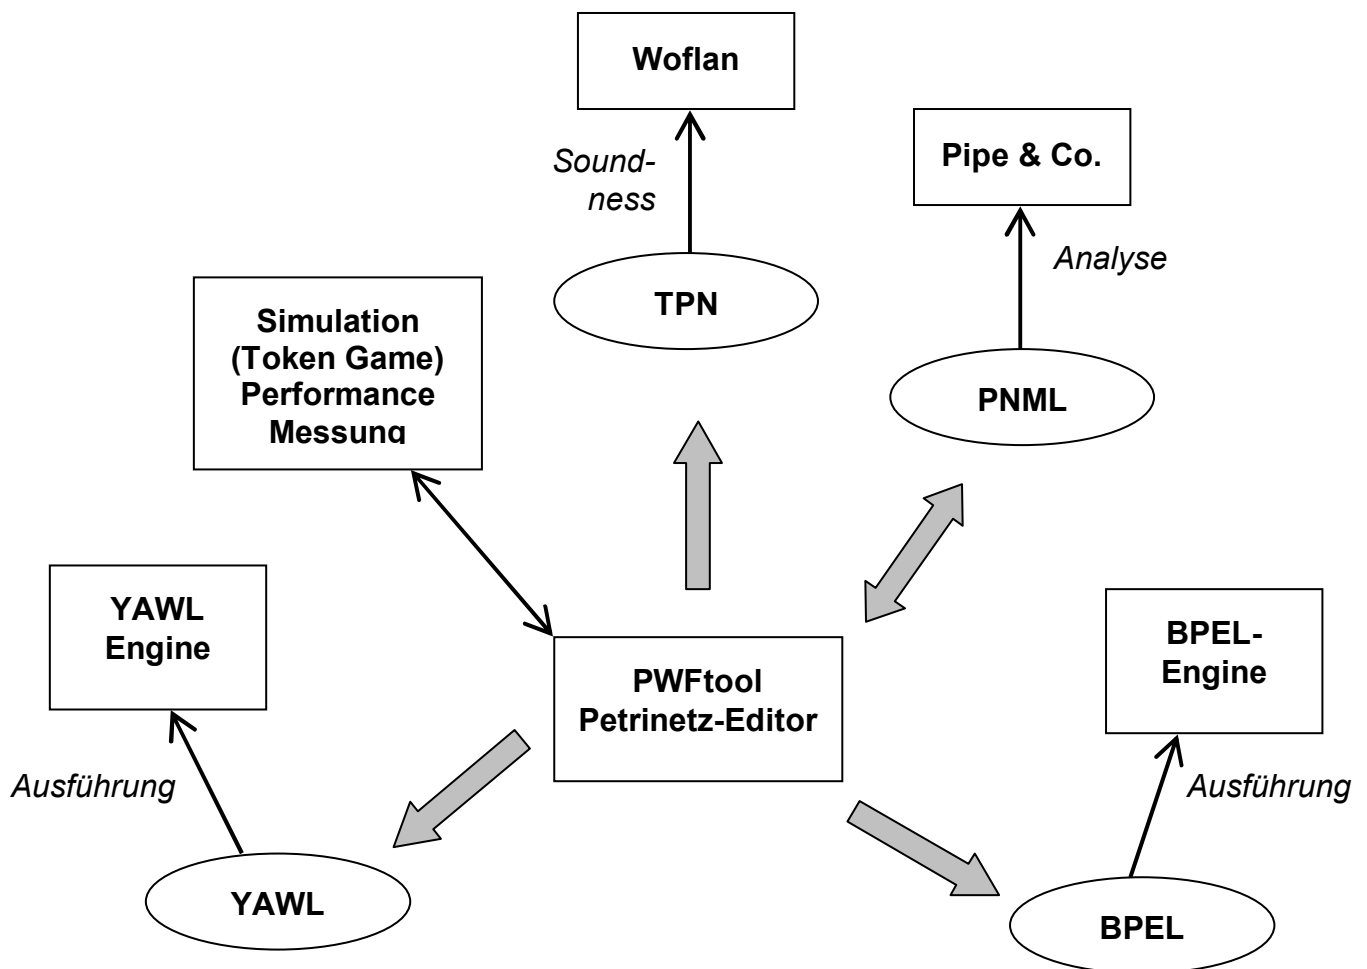 Woflan
Pipe & Co.
Sound-
ness
Analyse
TPN
Simulation
(Token Game)
Performance
Messung
PNML
YAWL
Engine
BPEL-
Engine
PWFtool
Petrinetz-Editor
Ausführung
Ausführung
YAWL
BPEL